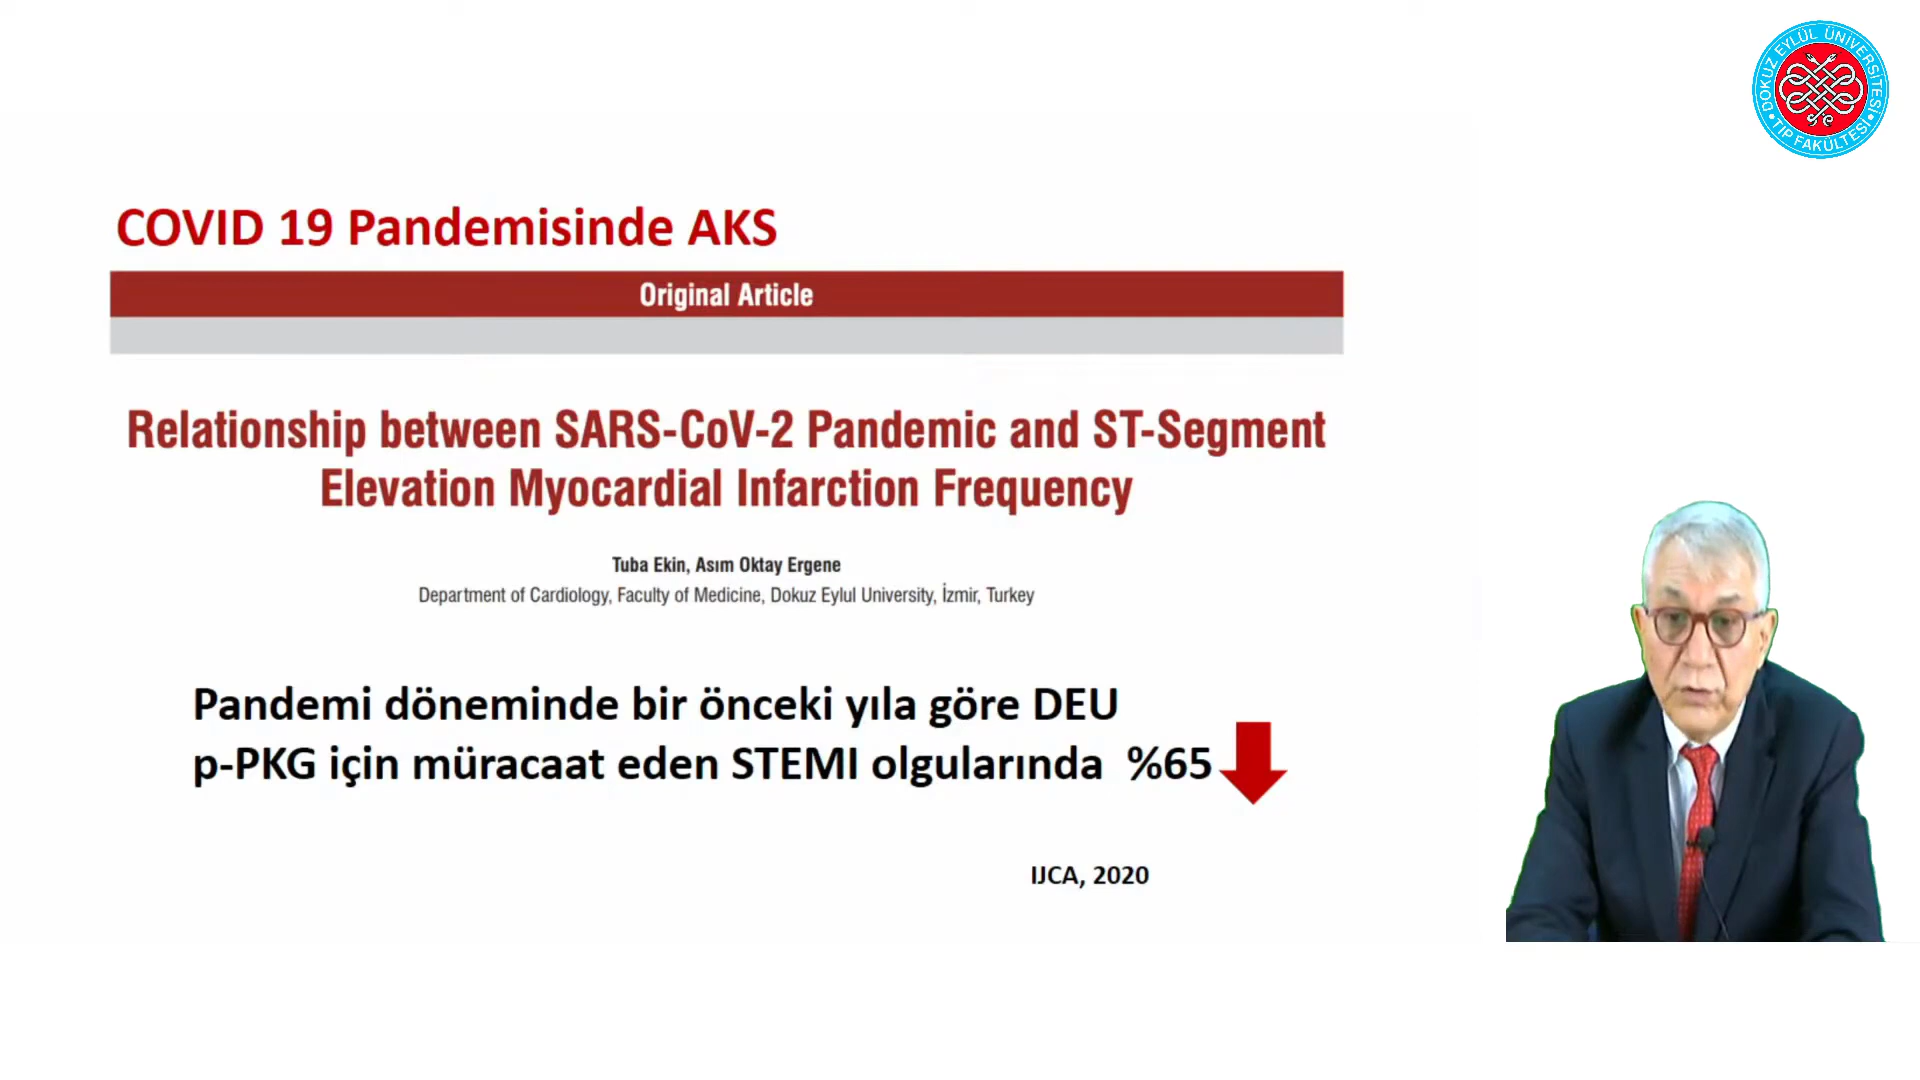 DOKUZ EYLÜL ÜNİVERSİTESİ
TIP FAKÜLTESİ
COVID 19 Pandemisinde AKS
Original Article
Relationship between SARS-CoV-2 Pandemic and ST-Segment
Elevation Myocardial Infarction Frequency
Tuba Ekin, Asım Oktay Ergene
Department of Cardiology, Faculty of Medicine, Dokuz Eylul University, İzmir, Turkey
Pandemi döneminde bir önceki yıla göre DEU
p-PKG için müracaat eden STEMI olgularında %65
IJCA, 2020